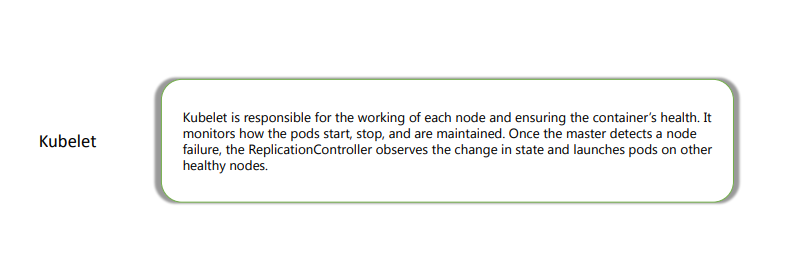 Kubelet
Kubelet is responsible for the working of each node and ensuring the container's health. It
monitors how the pods start, stop, and are maintained. Once the master detects a node
failure, the ReplicationController observes the change in state and launches pods on other
healthy nodes.